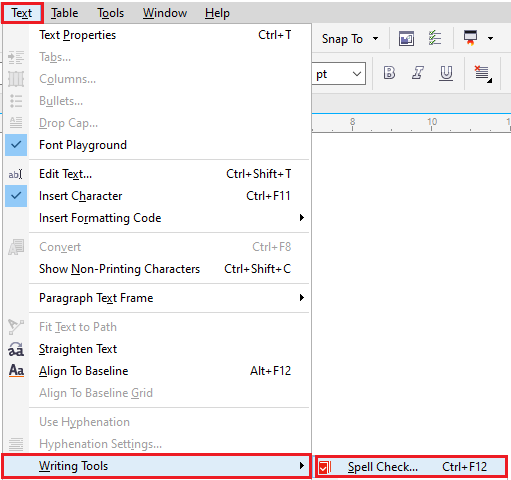 Text Table Tools Window Help
Text Properties Ctrl+T
Snap To
Tabs...
Columns...
pt B I U
Bullets...
Drop Cap...
8 10 12
Font Playground
ab Edit Text... Ctrl+Shift+T
Insert Character Ctrl+F11
Insert Formatting Code
Convert Ctrl+F8
Show Non-Printing Characters Ctrl+Shift+C
Paragraph Text Frame
Fit Text to Path
Straighten Text
Aa Align To Baseline Alt+F12
Align To Baseline Grid
Use Hyphenation
Hyphenation Settings...
Writing Tools
Spell Check... Ctrl+F12